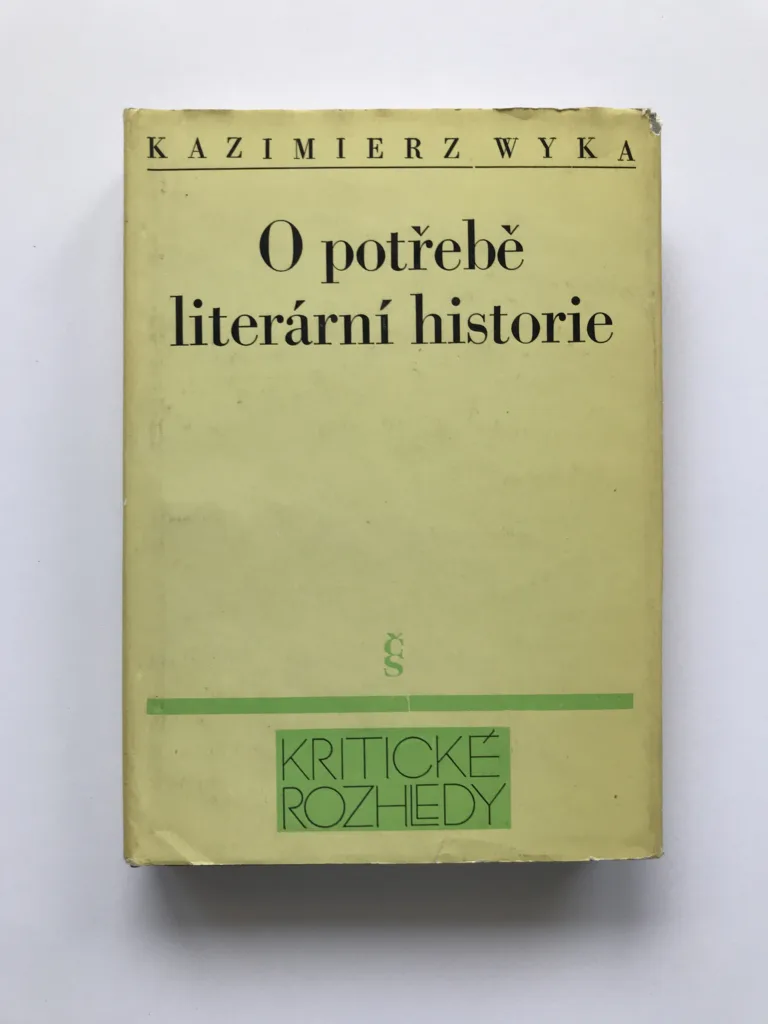 KAZIMIERZ WYKA
O potřebě
literární historie
čs
KRITICKÉ
ROZHLEDY